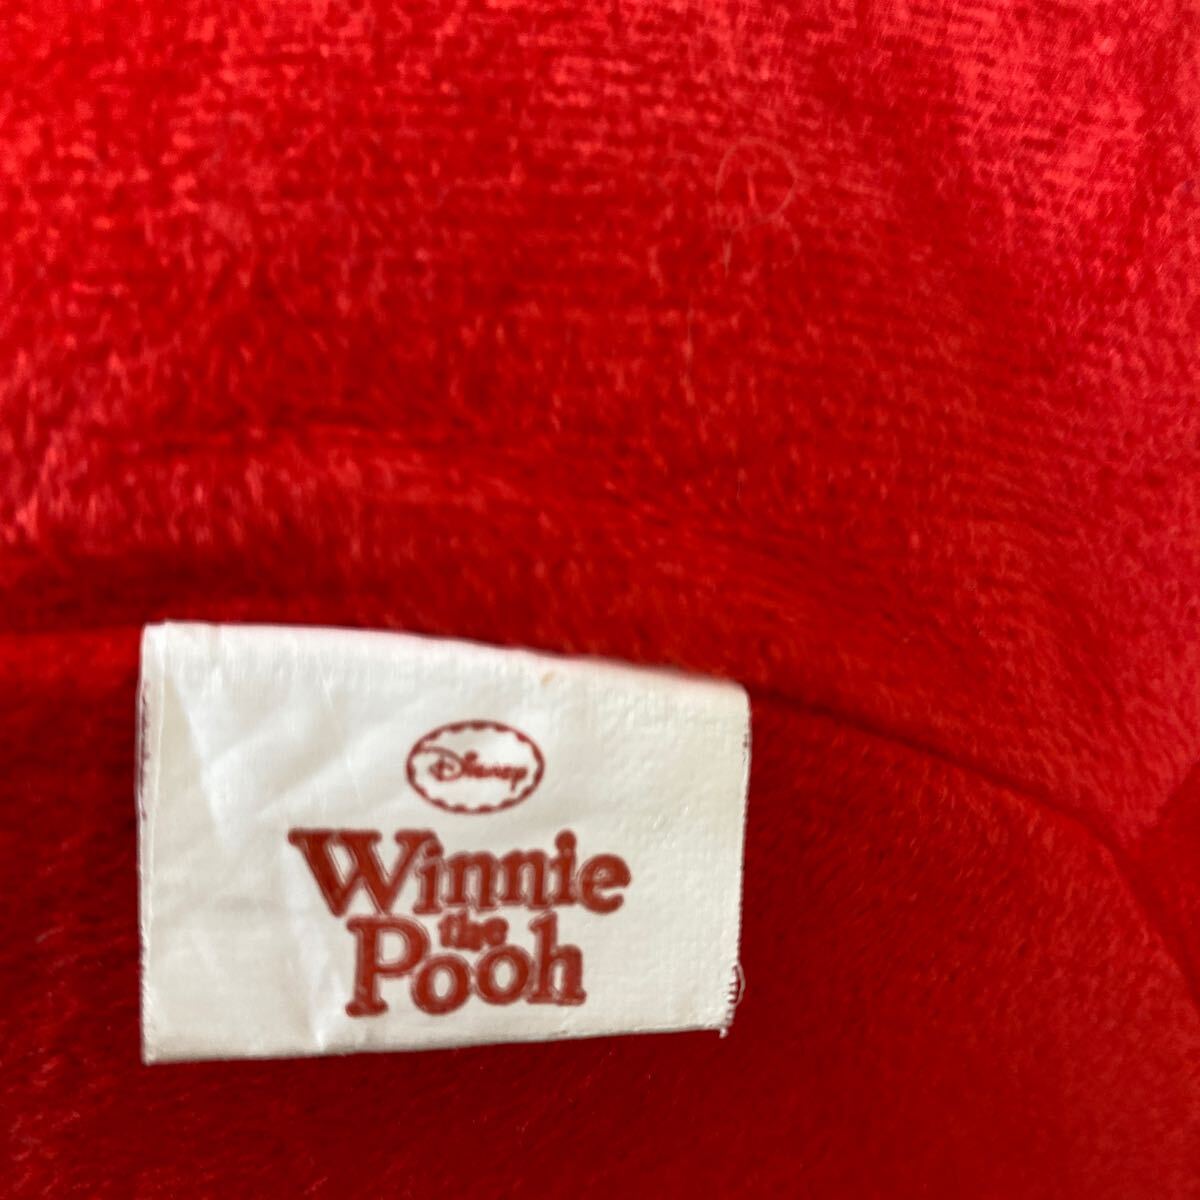 Disney
Winnie
the
Pooh